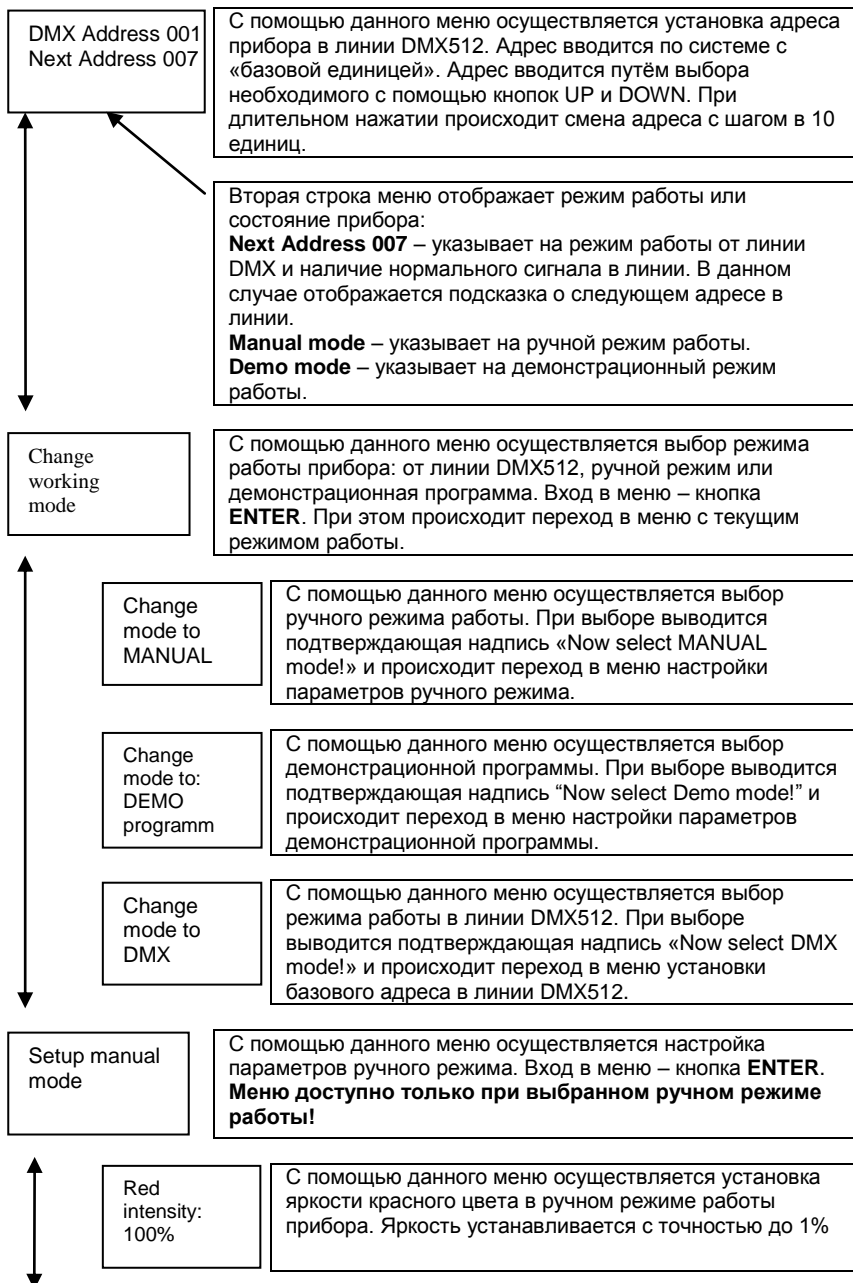 DMX Address 001
Next Address 007
С помощью данного меню осуществляется установка адреса
прибора в линии DMX512. Адрес вводится по системе с
«базовой единицей». Адрес вводится путём выбора
необходимого с помощью кнопок UP и DOWN. При
длительном нажатии происходит смена адреса с шагом в 10
единиц.
Вторая строка меню отображает режим работы или
состояние прибора:
Next Address 007 – указывает на режим работы от линии
DMX и наличие нормального сигнала в линии. В данном
случае отображается подсказка о следующем адресе в
линии.
Manual mode – указывает на ручной режим работы.
Demo mode – указывает на демонстрационный режим
работы.
Change
working
mode
С помощью данного меню осуществляется выбор режима
работы прибора: от линии DMX512, ручной режим или
демонстрационная программа. Вход в меню – кнопка
ENTER. При этом происходит переход в меню с текущим
режимом работы.
Change
mode to
MANUAL
С помощью данного меню осуществляется выбор
ручного режима работы. При выборе выводится
подтверждающая надпись «Now select MANUAL
mode!» и происходит переход в меню настройки
параметров ручного режима.
Change
mode to:
DEMO
programm
С помощью данного меню осуществляется выбор
демонстрационной программы. При выборе выводится
подтверждающая надпись “Now select Demo mode!” и
происходит переход в меню настройки параметров
демонстрационной программы.
Change
mode to
DMX
С помощью данного меню осуществляется выбор
режима работы в линии DMX512. При выборе
выводится подтверждающая надпись «Now select DMX
mode!» и происходит переход в меню установки
базового адреса в линии DMX512.
Setup manual
mode
С помощью данного меню осуществляется настройка
параметров ручного режима. Вход в меню – кнопка ENTER.
Меню доступно только при выбранном ручном режиме
работы!
Red
intensity:
100%
С помощью данного меню осуществляется установка
яркости красного цвета в ручном режиме работы
прибора. Яркость устанавливается с точностью до 1%